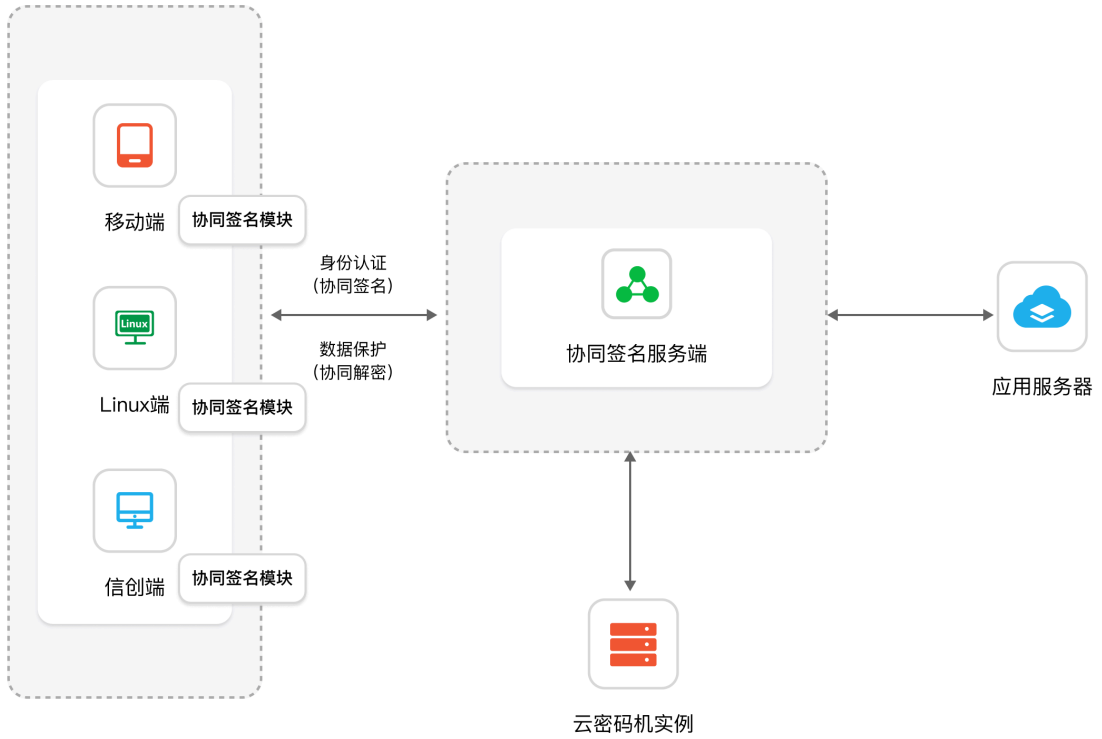 移动端
协同签名模块
Linux
Linux端
协同签名模块
信创端
协同签名模块
身份认证
（协同签名）
数据保护
（协同解密）
协同签名服务端
应用服务器
云密码机实例